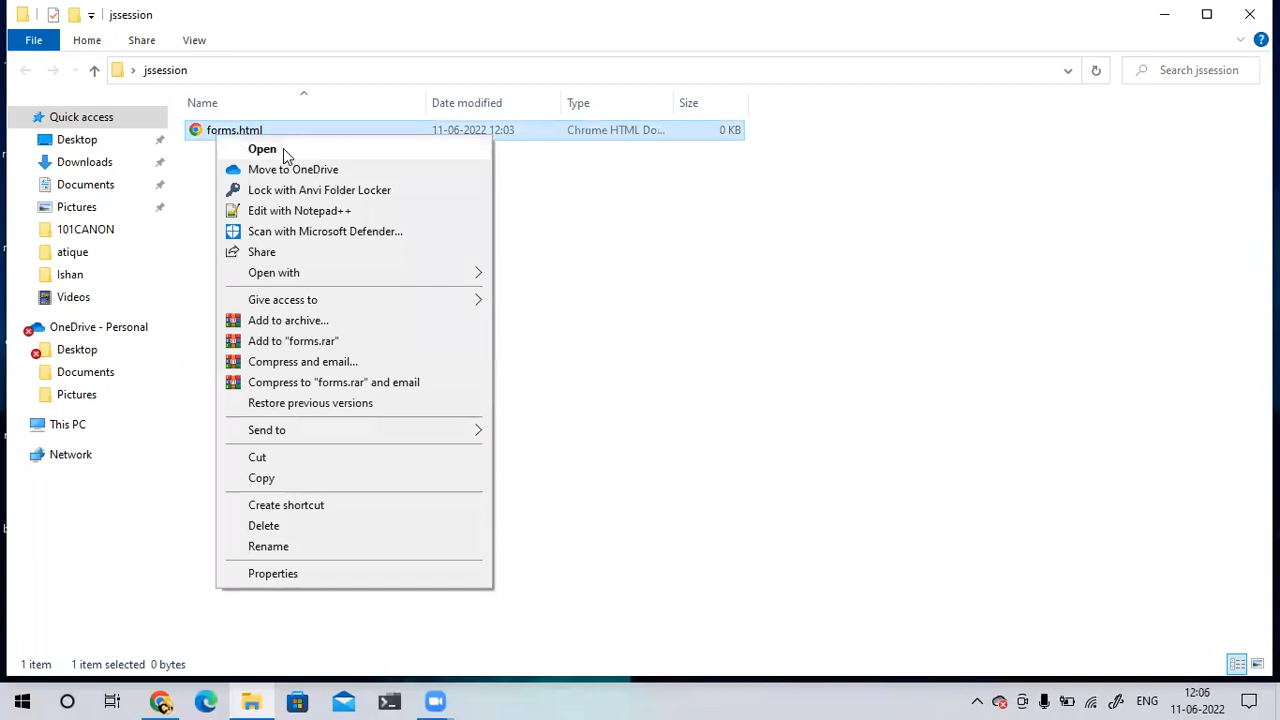 jssession
File Home Share View
jssession
Search jssession
Name Date modified Type Size
Quick access
Desktop
Downloads
Documents
Pictures
101CANON
atique
Ishan
Videos
OneDrive - Personal
Desktop
Documents
Pictures
This PC
Network
forms.html 11-06-2022 12:03 Chrome HTML Do... 0 KB
Open
Move to OneDrive
Lock with Anvi Folder Locker
Edit with Notepad++
Scan with Microsoft Defender...
Share
Open with
Give access to
Add to archive...
Add to "forms.rar"
Compress and email...
Compress to "forms.rar" and email
Restore previous versions
Send to
Cut
Copy
Create shortcut
Delete
Rename
Properties
1 item 1 item selected 0 bytes
ENG
12:06
11-06-2022